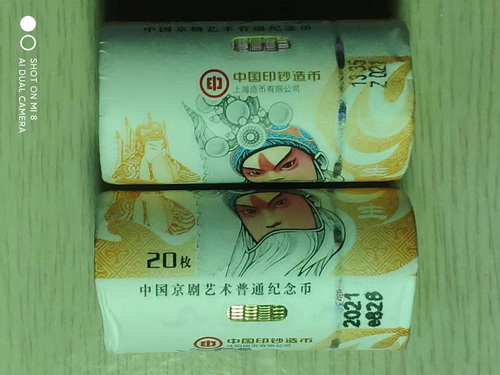 SHOT ON MI 8
AI DUAL CAMERA
中国京剧艺术普通纪念币
中国印钞造币
上海造币有限公司
20枚
中国京剧艺术普通纪念币
2021
中国印钞造币